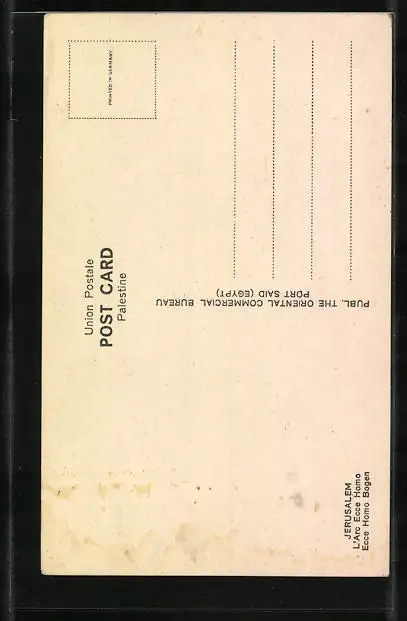 Union Postale
POST CARD
Palestine
PRINTED IN GERMANY
PUBL. THE ORIENTAL COMMERCIAL BUREAU
PORT SAID (EGYPT)
JERUSALEM
L'Arc Ecce Homo
Ecce Homo Bogen